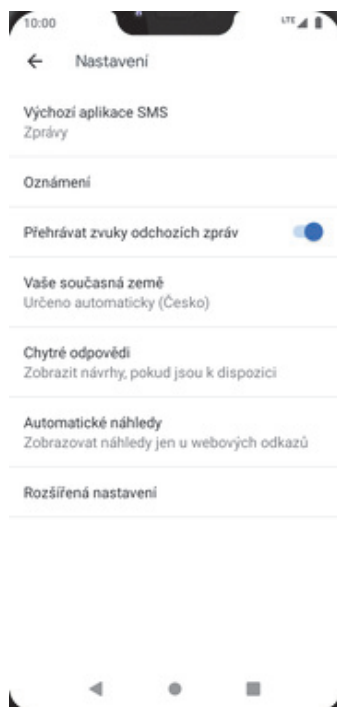 10:00
LTE
Nastavení
Výchozí aplikace SMS
Zprávy
Oznámení
Přehrávat zvuky odchozích zpráv
Vaše současná země
Určeno automaticky (Česko)
Chytré odpovědi
Zobrazit návrhy, pokud jsou k dispozici
Automatické náhledy
Zobrazovat náhledy jen u webových odkazů
Rozšířená nastavení